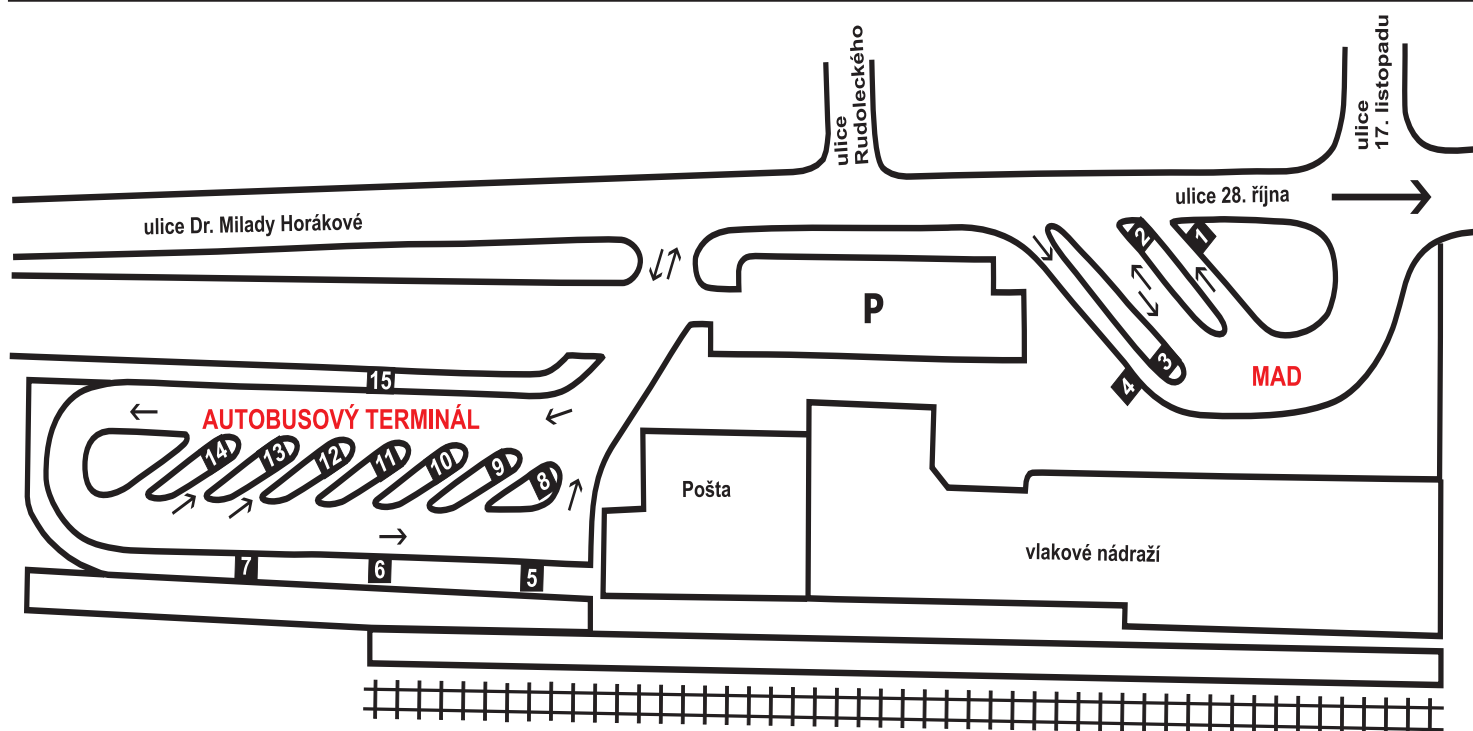 ulice
Rudoleckého
ulice
17. listopadu
ulice Dr. Milady Horákové
ulice 28. října
2
1
P
3
4
MAD
15
AUTOBUSOVÝ TERMINÁL
14
13
12
11
10
9
8
Pošta
vlakové nádraží
7
6
5